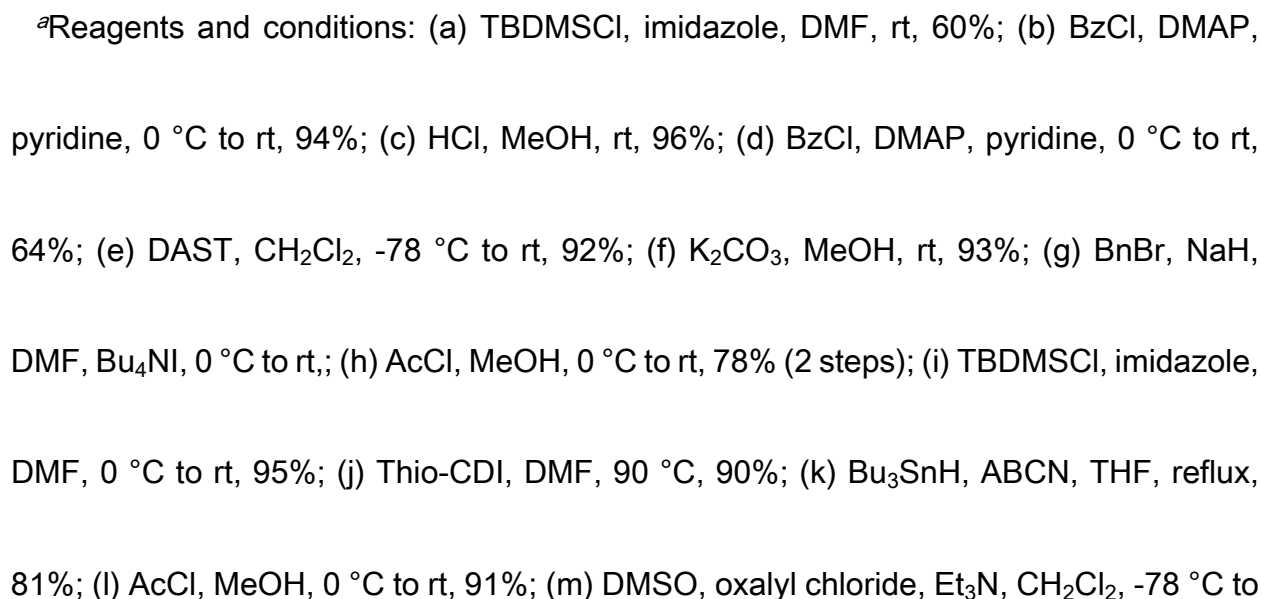 ᵃReagents and conditions: (a) TBDMSCl, imidazole, DMF, rt, 60%; (b) BzCl, DMAP,
pyridine, 0 °C to rt, 94%; (c) HCl, MeOH, rt, 96%; (d) BzCl, DMAP, pyridine, 0 °C to rt,
64%; (e) DAST, CH₂Cl₂, -78 °C to rt, 92%; (f) K₂CO₃, MeOH, rt, 93%; (g) BnBr, NaH,
DMF, Bu₄NI, 0 °C to rt,; (h) AcCl, MeOH, 0 °C to rt, 78% (2 steps); (i) TBDMSCl, imidazole,
DMF, 0 °C to rt, 95%; (j) Thio-CDI, DMF, 90 °C, 90%; (k) Bu₃SnH, ABCN, THF, reflux,
81%; (l) AcCl, MeOH, 0 °C to rt, 91%; (m) DMSO, oxalyl chloride, Et₃N, CH₂Cl₂, -78 °C to